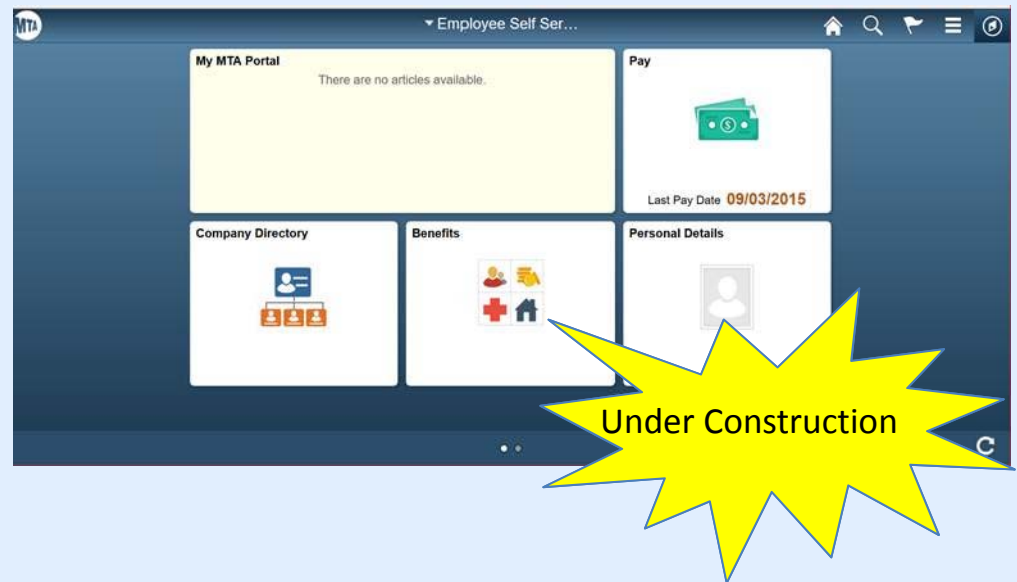 MTA
Employee Self Ser...
My MTA Portal
There are no articles available.
Pay
Last Pay Date 09/03/2015
Company Directory
Benefits
Personal Details
Under Construction